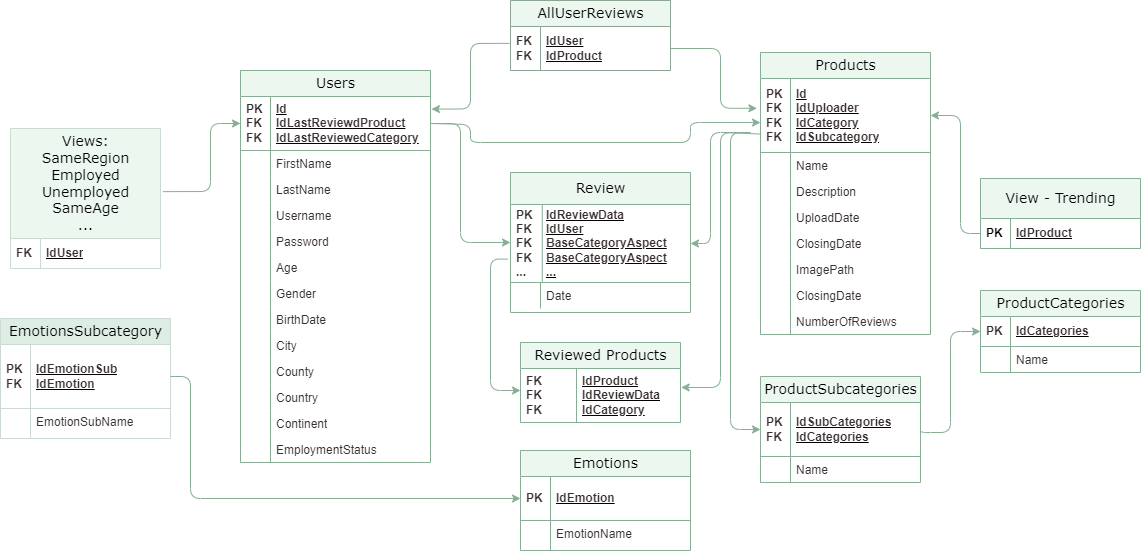 AllUserReviews
FK IdUser
FK IdProduct
Users
PK Id
FK IdLastReviewdProduct
FK IdLastReviewedCategory
FirstName
LastName
Username
Password
Age
Gender
BirthDate
City
County
Country
Continent
EmploymentStatus
Products
PK Id
FK IdUploader
FK IdCategory
FK IdSubcategory
Name
Description
UploadDate
ClosingDate
ImagePath
ClosingDate
NumberOfReviews
Views:
SameRegion
Employed
Unemployed
SameAge
...
FK IdUser
Review
PK IdReviewData
FK IdUser
FK BaseCategoryAspect
FK BaseCategoryAspect
... ...
Date
View - Trending
PK IdProduct
ProductCategories
PK IdCategories
Name
EmotionsSubcategory
PK IdEmotionSub
FK IdEmotion
EmotionSubName
Reviewed Products
FK IdProduct
FK IdReviewData
FK IdCategory
ProductSubcategories
PK IdSubCategories
FK IdCategories
Name
Emotions
PK IdEmotion
EmotionName